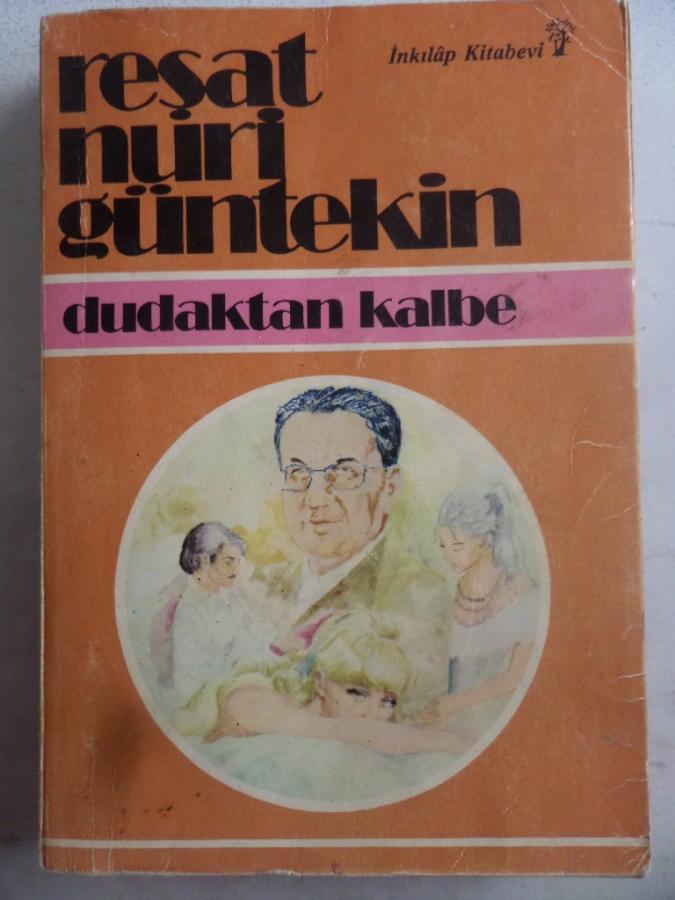 reşat
nuri
güntekin
İnkılâp Kitabevi
dudaktan kalbe